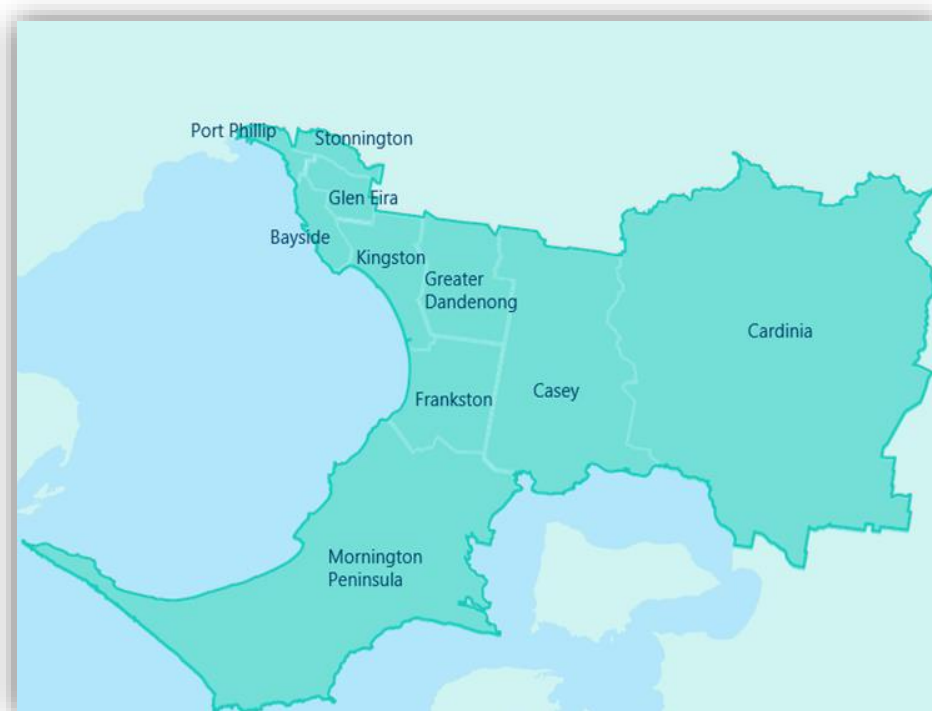 Port Phillip
Stonnington
Glen Eira
Bayside
Kingston
Greater
Dandenong
Cardinia
Casey
Frankston
Mornington
Peninsula